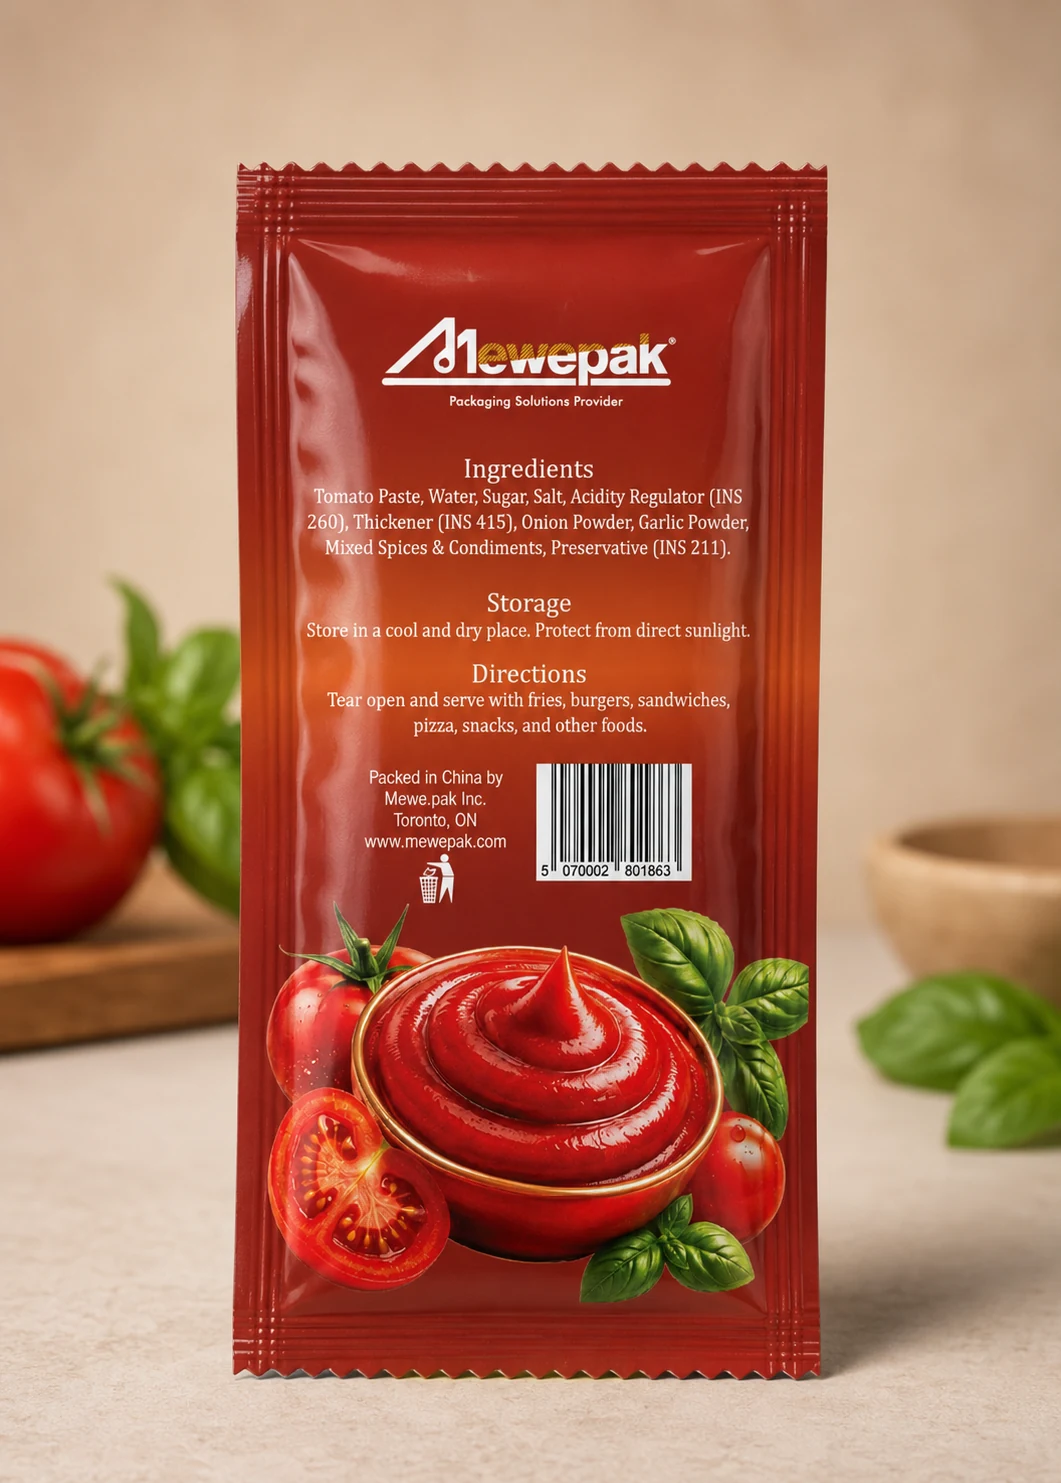 Mewepak®
Packaging Solutions Provider
Ingredients
Tomato Paste, Water, Sugar, Salt, Acidity Regulator (INS
260), Thickener (INS 415), Onion Powder, Garlic Powder,
Mixed Spices & Condiments, Preservative (INS 211).
Storage
Store in a cool and dry place. Protect from direct sunlight.
Directions
Tear open and serve with fries, burgers, sandwiches,
pizza, snacks, and other foods.
Packed in China by
Mewe.pak Inc.
Toronto, ON
www.mewepak.com
5 070002 801863